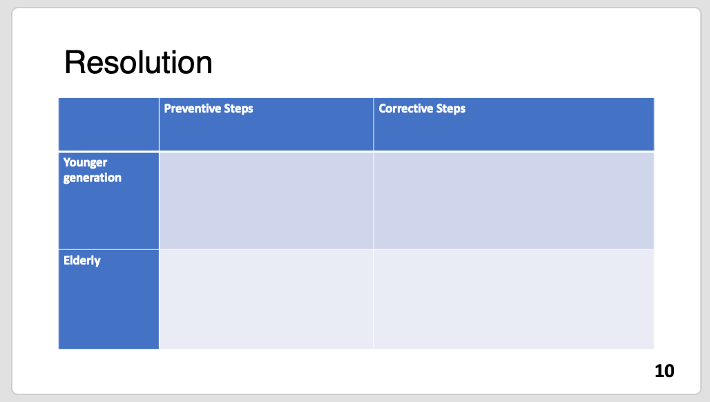 Resolution
Preventive Steps
Corrective Steps
Younger
generation
Elderly
10